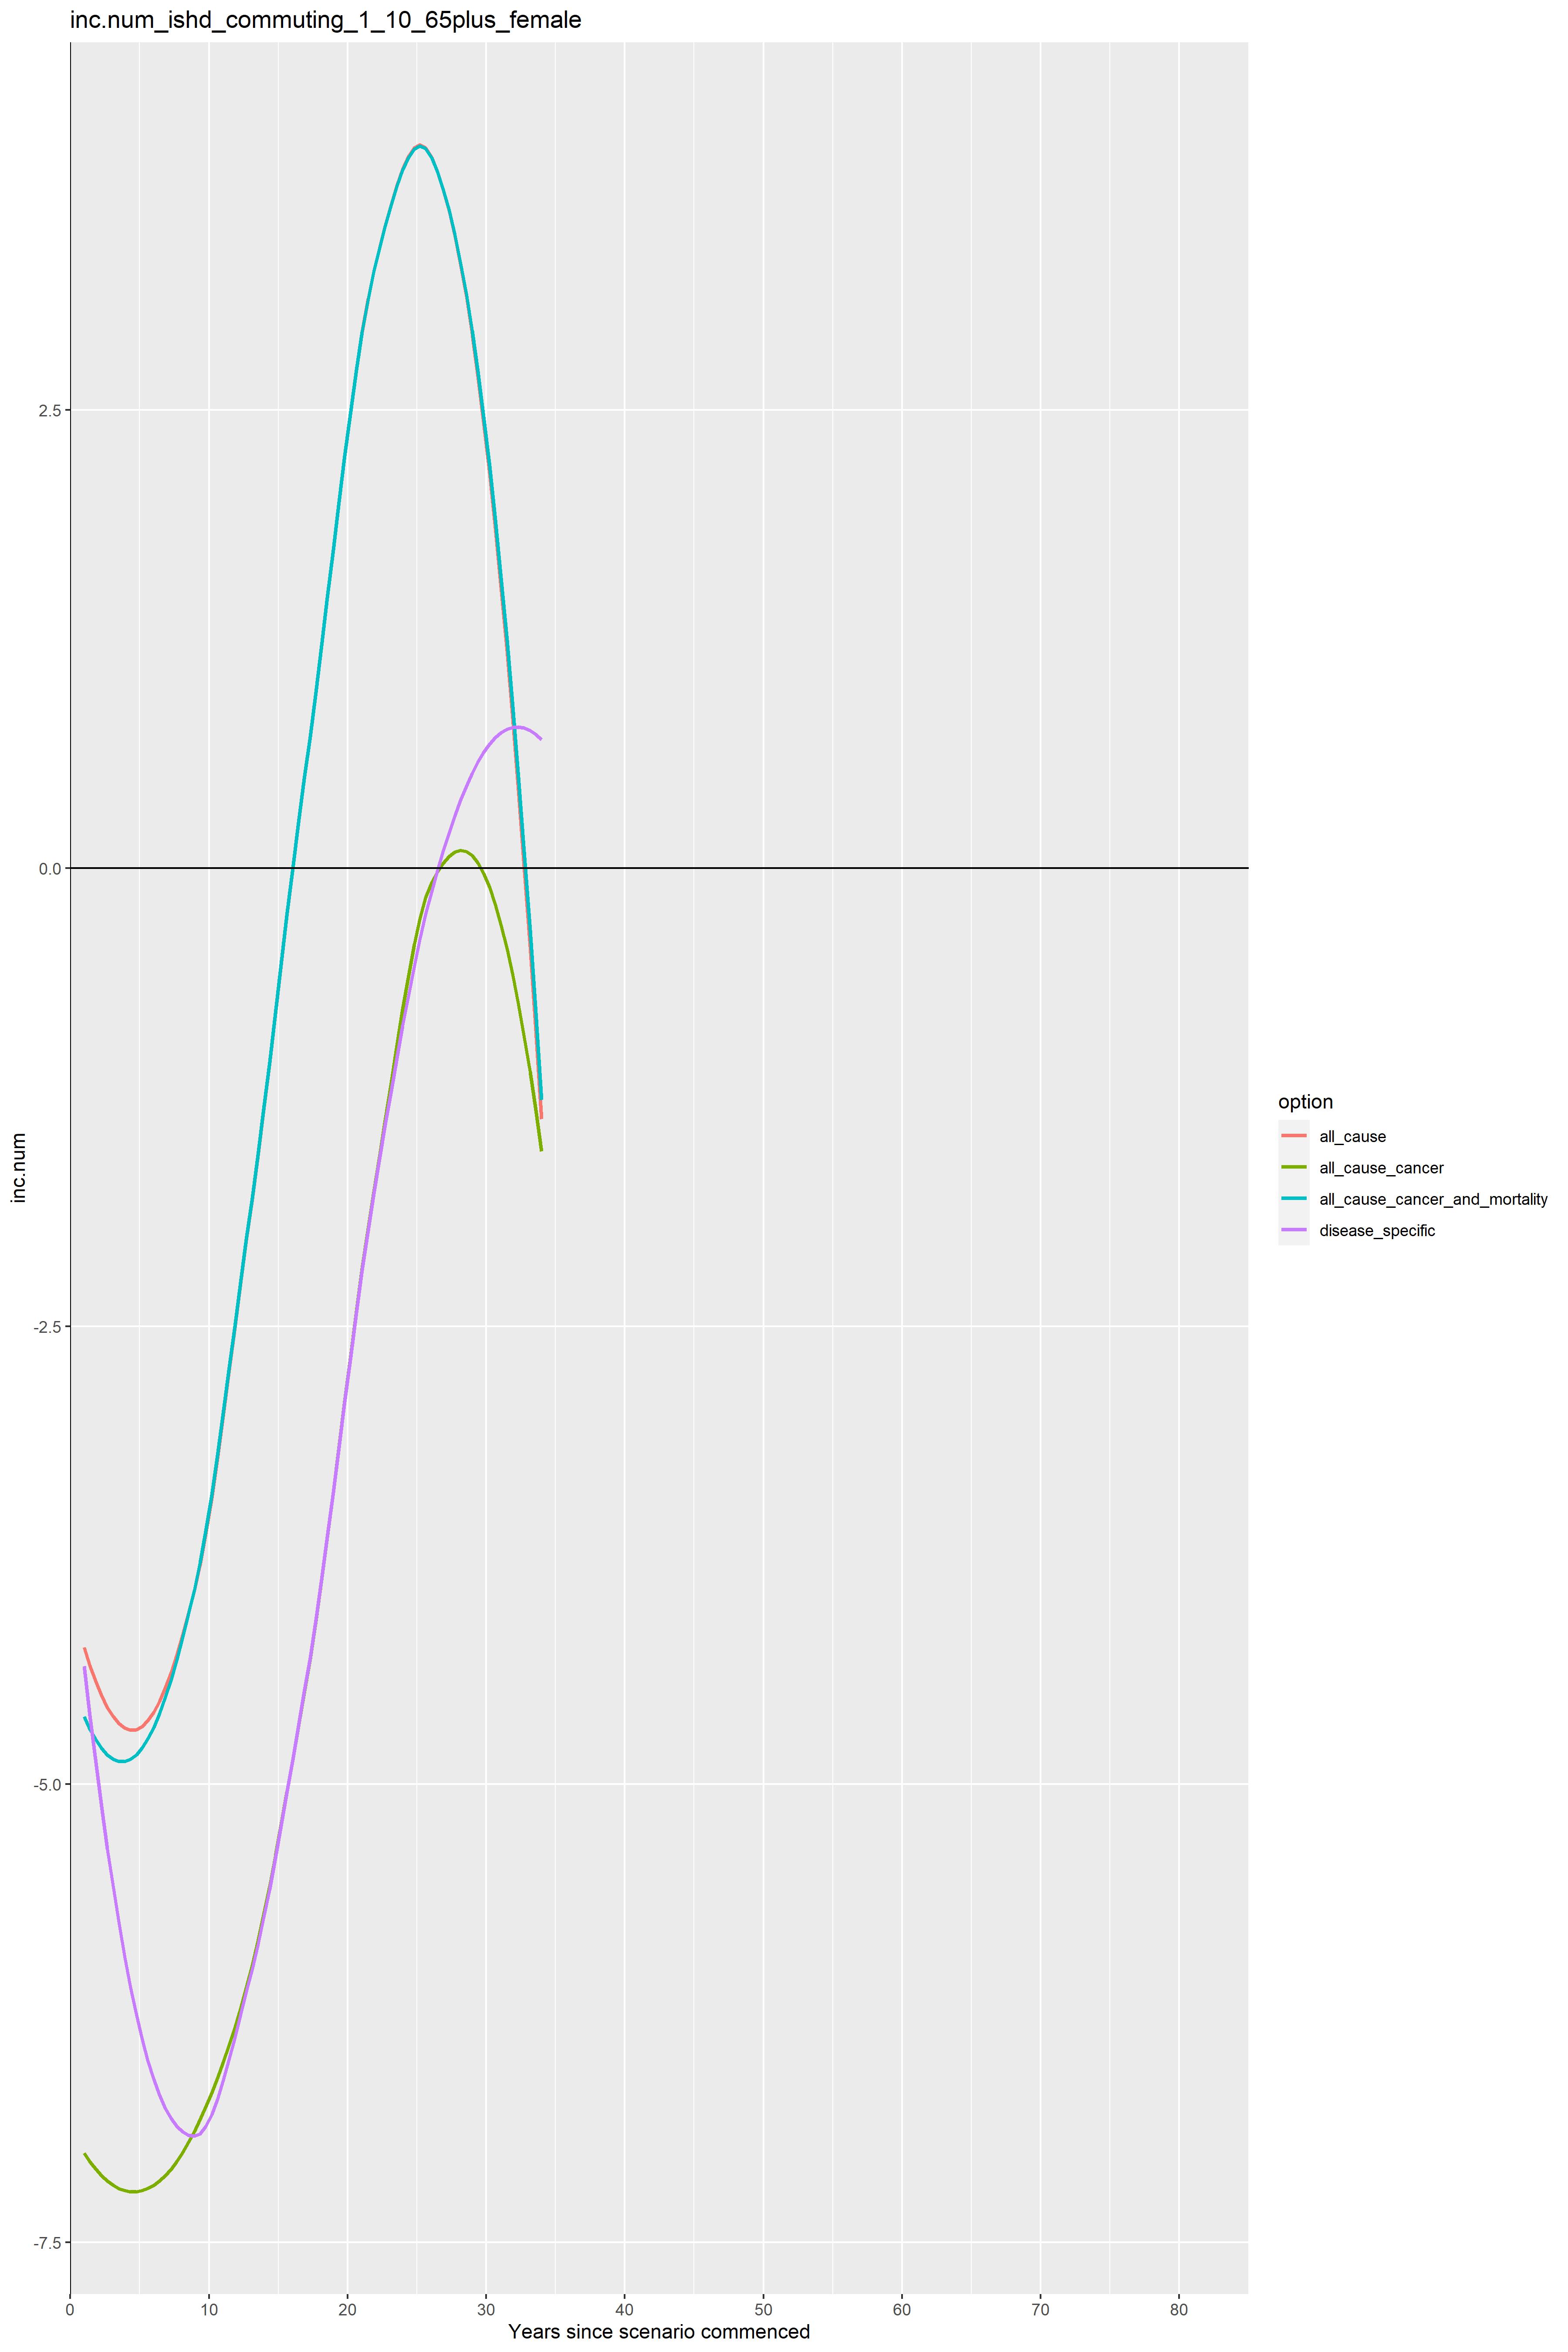 inc.num_ishd_commuting_1_10_65plus_female
2.5
0.0
-2.5
-5.0
-7.5
inc.num
0 10 20 30 40 50 60 70 80
Years since scenario commenced
option
all_cause
all_cause_cancer
all_cause_cancer_and_mortality
disease_specific